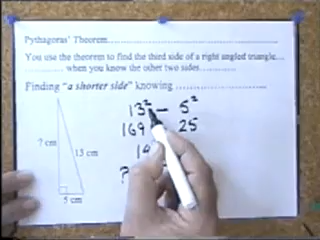 Pythagoras' Theorem
You use the theorem to find the third side of a right angled triangle...
......... when you know the other two sides
Finding "a shorter side" knowing
13² – 5²
169 25
7 cm
13 cm
5 cm